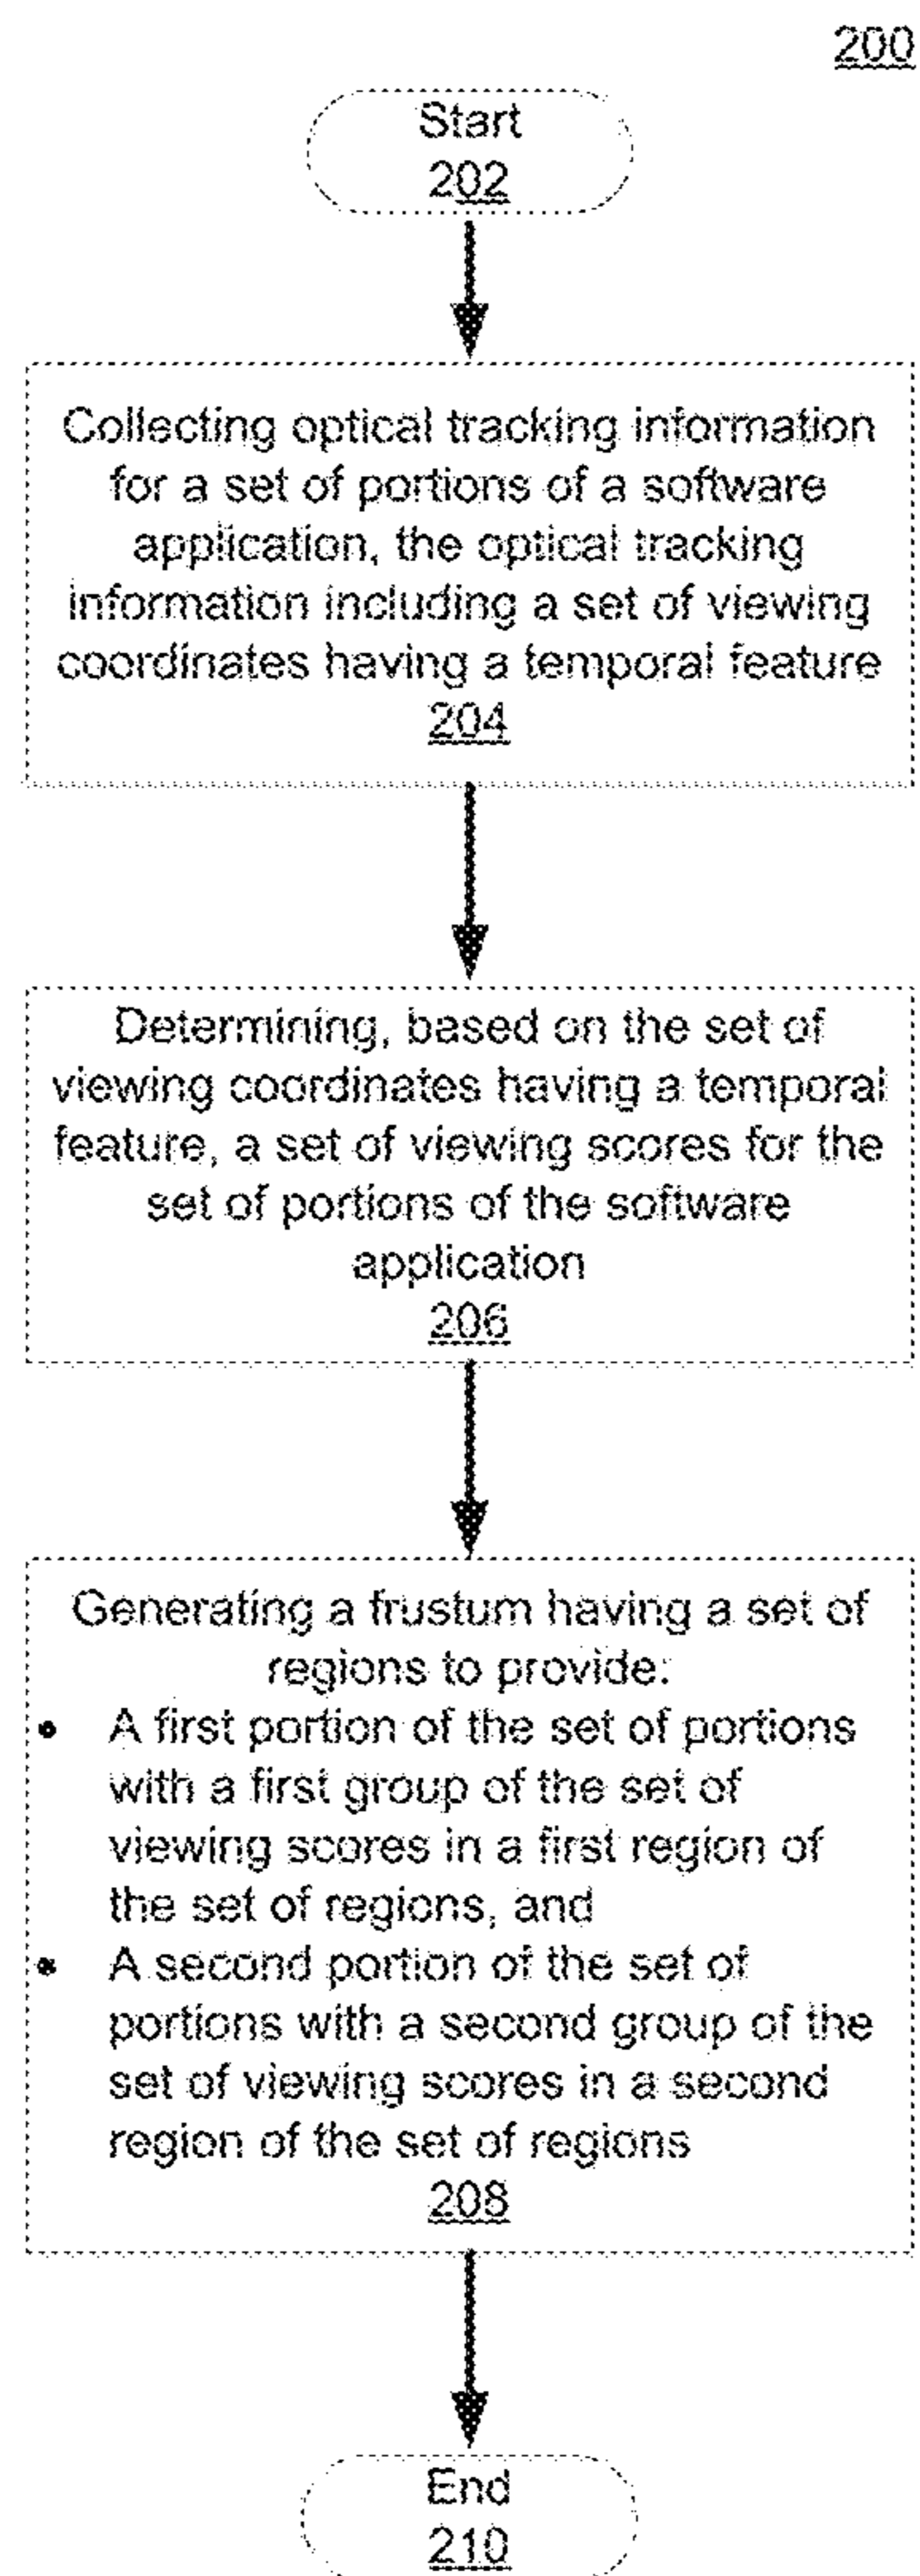 200
Start
202
Collecting optical tracking information
for a set of portions of a software
application, the optical tracking
information including a set of viewing
coordinates having a temporal feature
204
Determining, based on the set of
viewing coordinates having a temporal
feature, a set of viewing scores for the
set of portions of the software
application
206
Generating a frustum having a set of
regions to provide:
• A first portion of the set of portions
with a first group of the set of
viewing scores in a first region of
the set of regions, and
• A second portion of the set of
portions with a second group of the
set of viewing scores in a second
region of the set of regions
208
End
210